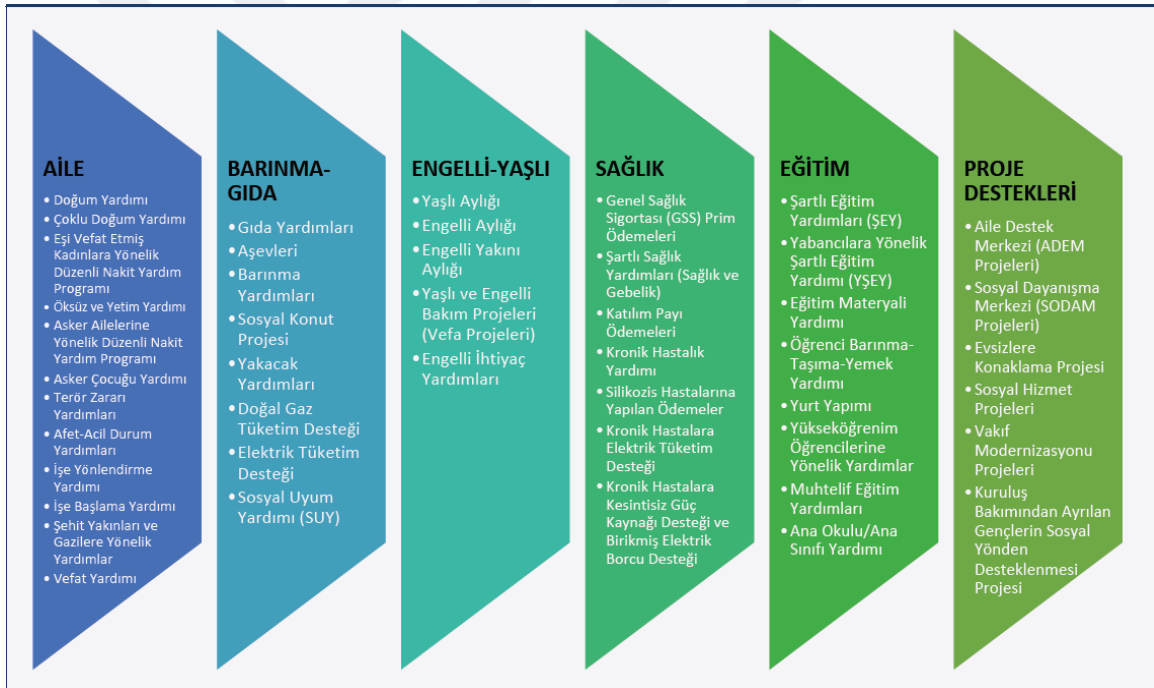 AİLE
• Doğum Yardımı
• Çoklu Doğum Yardımı
• Eşi Vefat Etmiş
Kadınlara Yönelik
Düzenli Nakit Yardım
Programı
• Öksüz ve Yetim Yardımı
• Asker Ailelerine
Yönelik Düzenli Nakit
Yardım Programı
• Asker Çocuğu Yardımı
• Terör Zararı
Yardımları
• Afet-Acil Durum
Yardımları
• İşe Yönlendirme
Yardımı
• İşe Başlama Yardımı
• Şehit Yakınları ve
Gazilere Yönelik
Yardımlar
• Vefat Yardımı
BARINMA-
GIDA
• Gıda Yardımları
• Aşevleri
• Barınma
Yardımları
• Sosyal Konut
Projesi
• Yakacak
Yardımları
• Doğal Gaz
Tüketim Desteği
• Elektrik Tüketim
Desteği
• Sosyal Uyum
Yardımı (SUY)
ENGELLİ-YAŞLI
• Yaşlı Aylığı
• Engelli Aylığı
• Engelli Yakını
Aylığı
• Yaşlı ve Engelli
Bakım Projeleri
(Vefa Projeleri)
• Engelli İhtiyaç
Yardımları
SAĞLIK
• Genel Sağlık
Sigortası (GSS) Prim
Ödemeleri
• Şartlı Sağlık
Yardımları (Sağlık ve
Gebelik)
• Katılım Payı
Ödemeleri
• Kronik Hastalık
Yardımı
• Silikozis Hastalarına
Yapılan Ödemeler
• Kronik Hastalara
Elektrik Tüketim
Desteği
• Kronik Hastalara
Kesintisiz Güç
Kaynağı Desteği ve
Birikmiş Elektrik
Borcu Desteği
EĞİTİM
• Şartlı Eğitim
Yardımları (ŞEY)
• Yabancılara Yönelik
Şartlı Eğitim
Yardımı (YŞEY)
• Eğitim Materyali
Yardımı
• Öğrenci Barınma-
Taşıma-Yemek
Yardımı
• Yurt Yapımı
• Yükseköğrenim
Öğrencilerine
Yönelik Yardımlar
• Muhtelif Eğitim
Yardımları
• Ana Okulu/Ana
Sınıfı Yardımı
PROJE
DESTEKLERİ
• Aile Destek
Merkezi (ADEM
Projeleri)
• Sosyal Dayanışma
Merkezi (SODAM
Projeleri)
• Evsizlere
Konaklama Projesi
• Sosyal Hizmet
Projeleri
• Vakıf
Modernizasyonu
Projeleri
• Kuruluş
Bakımından Ayrılan
Gençlerin Sosyal
Yönden
Desteklenmesi
Projesi